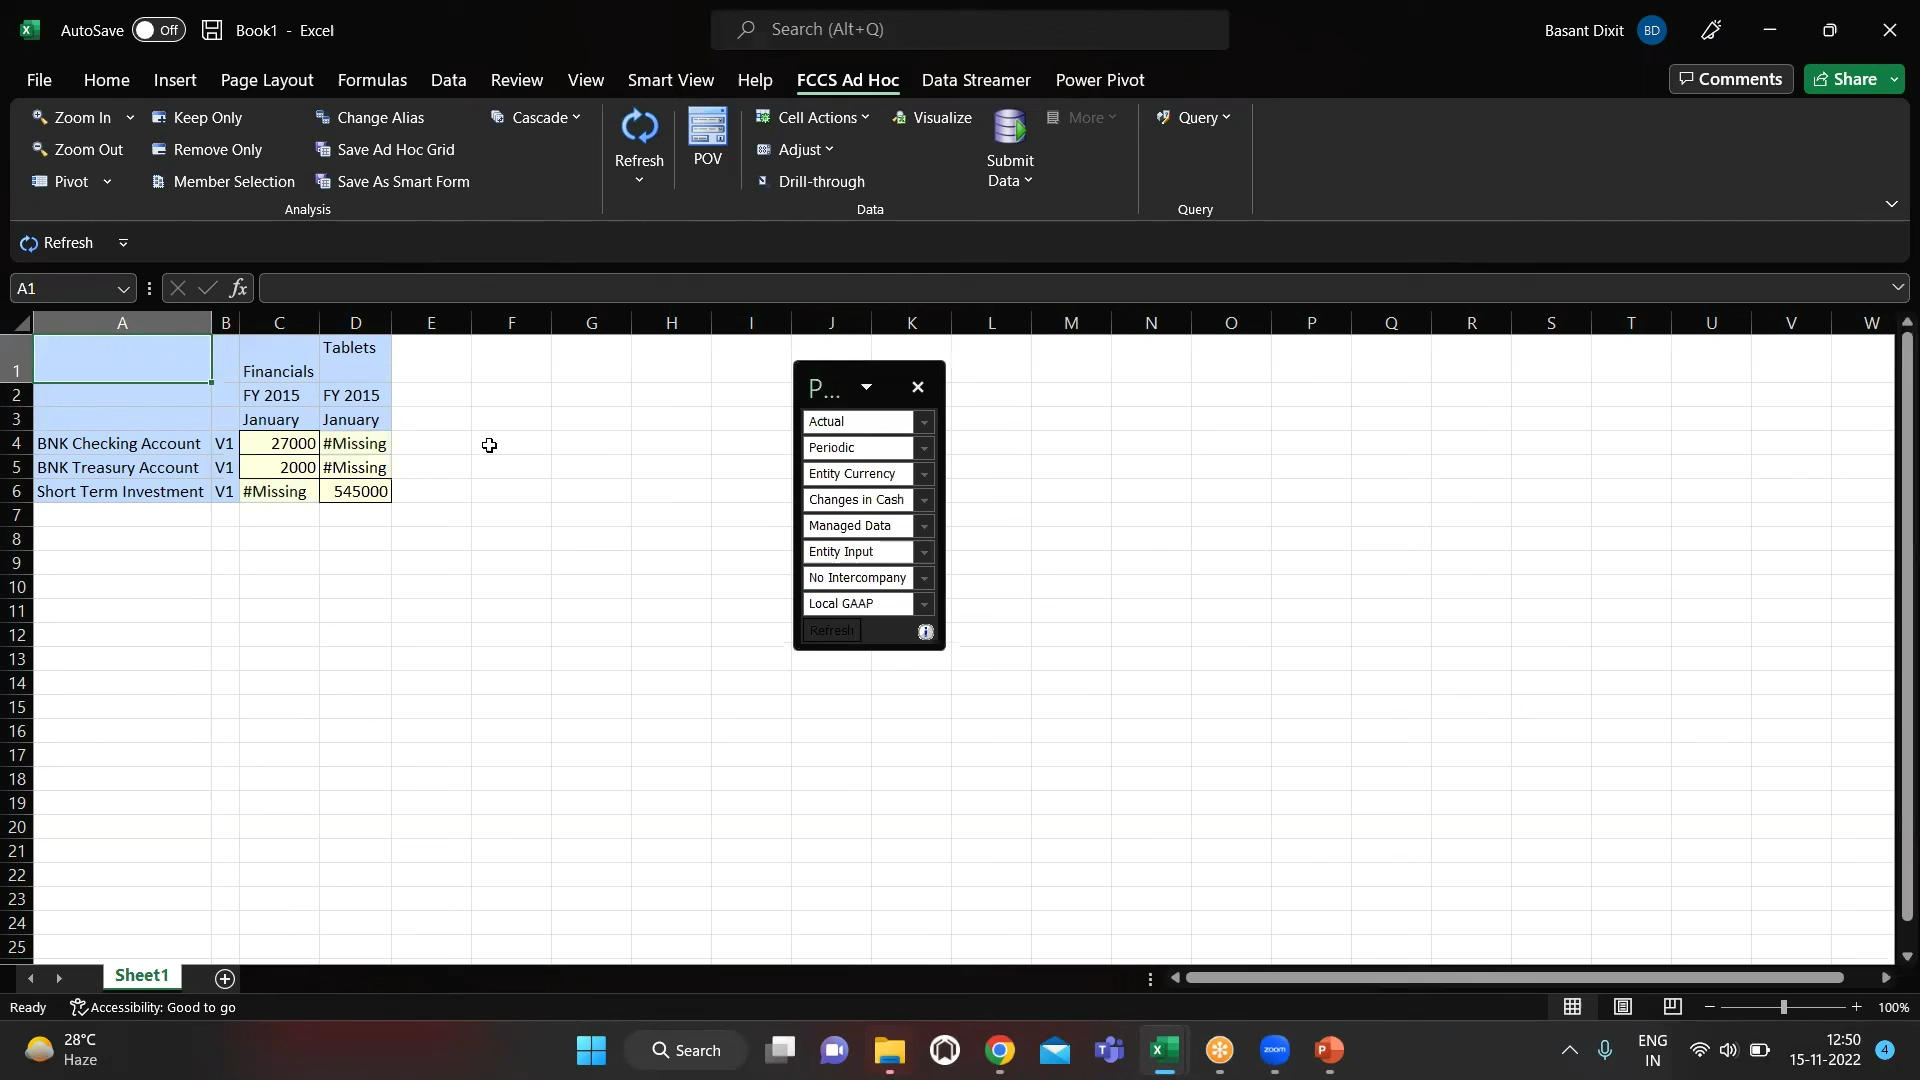 AutoSave Off Book1 - Excel Search (Alt+Q) Basant Dixit BD
File Home Insert Page Layout Formulas Data Review View Smart View Help FCCS Ad Hoc Data Streamer Power Pivot Comments Share
Zoom In Keep Only Change Alias Cascade Cell Actions Visualize More Query
Zoom Out Remove Only Save Ad Hoc Grid Refresh POV Adjust Submit Data
Pivot Member Selection Save As Smart Form Drill-through
Analysis Data Query
Refresh
A1 fx
A B C D E F G H I J K L M N O P Q R S T U V W
1 Financials Tablets
2 FY 2015 FY 2015
3 January January
4 BNK Checking Account V1 27000 #Missing
5 BNK Treasury Account V1 2000 #Missing
6 Short Term Investment V1 #Missing 545000
7
8
9
10
11
12
13
14
15
16
17
18
19
20
21
22
23
24
25
P...
Actual
Periodic
Entity Currency
Changes in Cash
Managed Data
Entity Input
No Intercompany
Local GAAP
Refresh
Sheet1
Ready Accessibility: Good to go 100%
28°C
Haze
Search
zoom
ENG
IN
12:50
15-11-2022
4